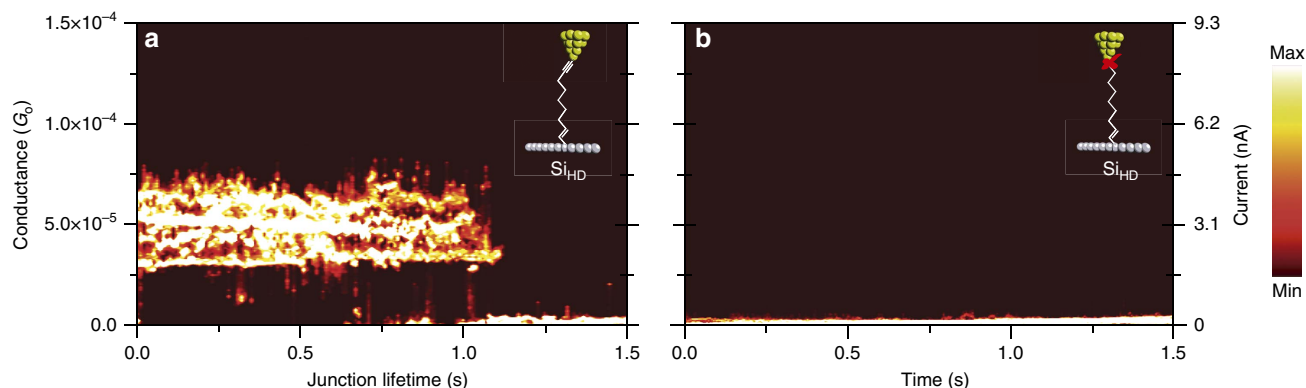 a
b
1.5×10⁻⁴
1.0×10⁻⁴
5.0×10⁻⁵
0.0
Conductance (Gₒ)
Si_HD
0.0
0.5
1.0
1.5
Junction lifetime (s)
Si_HD
0.0
0.5
1.0
1.5
Time (s)
9.3
6.2
3.1
0
Current (nA)
Max
Min